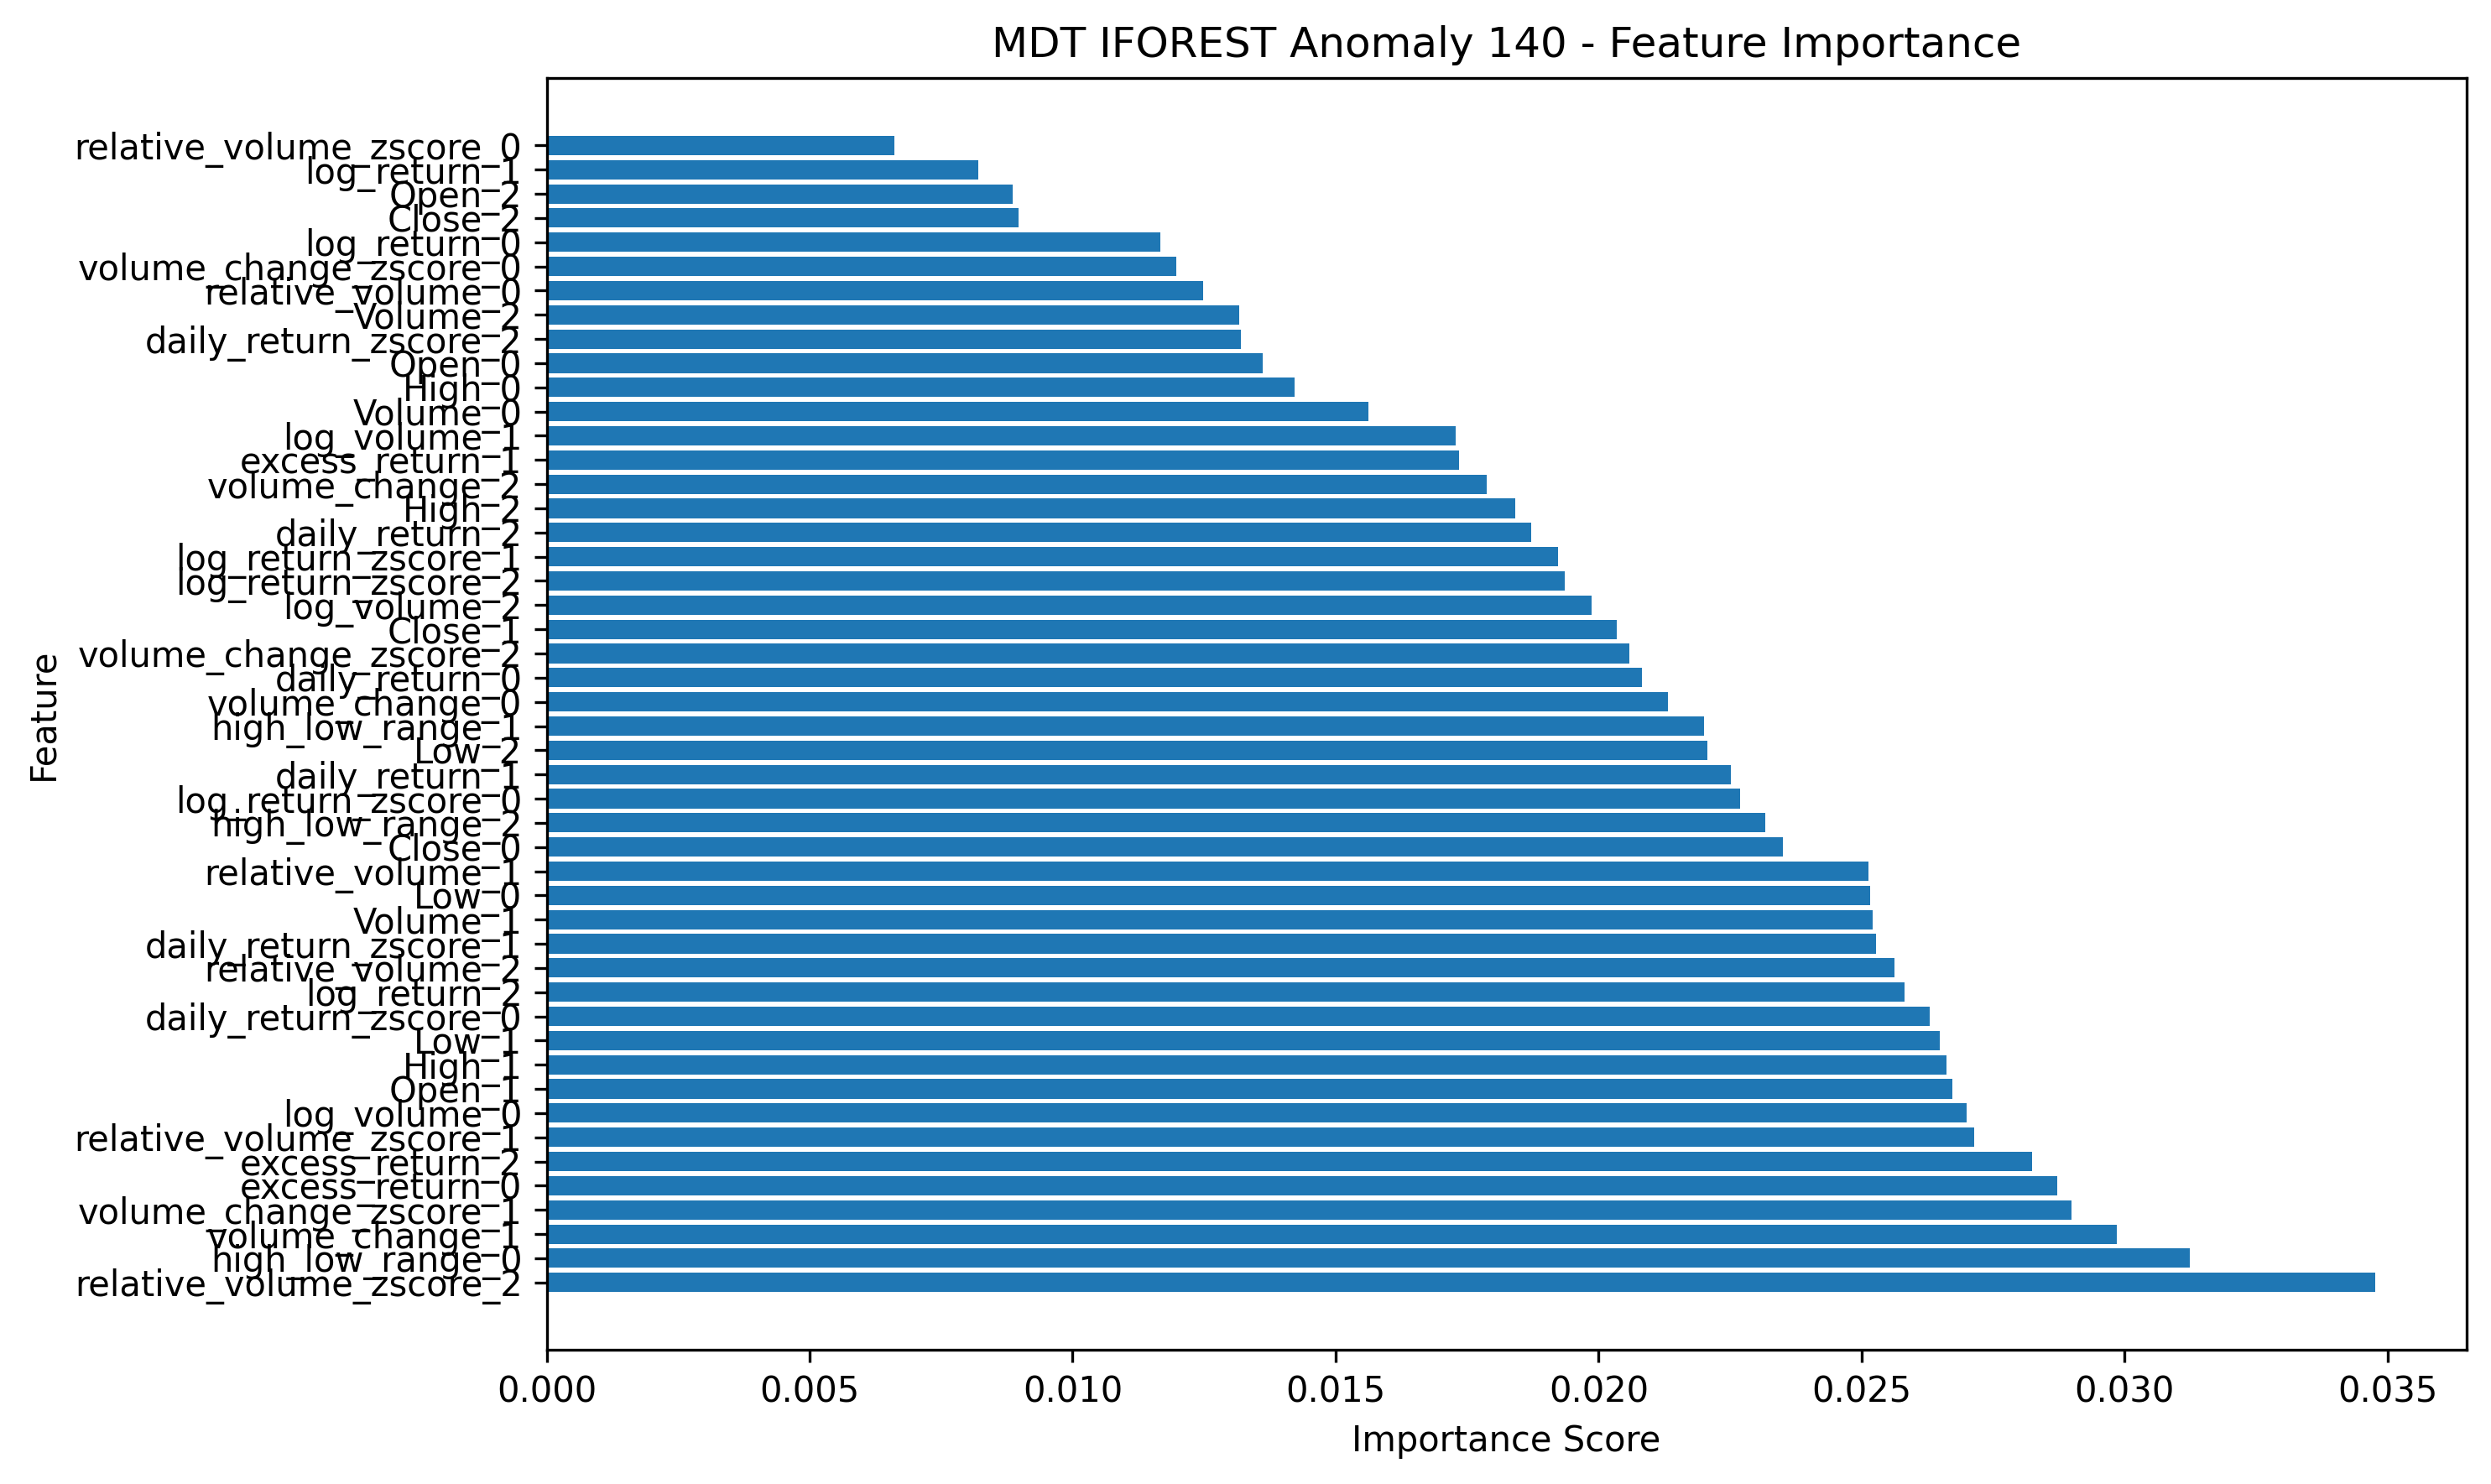 MDT IFOREST Anomaly 140 - Feature Importance
relative_volume_zscore_0
log_return_1
Open_2
Close_2
log_return_0
volume_change_zscore_0
relative_volume_0
Volume_2
daily_return_zscore_2
Open_0
High_0
Volume_0
log_volume_1
excess_return_1
volume_change_2
High_2
daily_return_2
log_return_zscore_1
log_return_zscore_2
log_volume_2
Close_1
volume_change_zscore_2
daily_return_0
volume_change_0
high_low_range_1
Low_2
daily_return_1
log_return_zscore_0
high_low_range_2
Close_0
relative_volume_1
Low_0
Volume_1
daily_return_zscore_1
relative_volume_2
log_return_2
daily_return_zscore_0
Low_1
High_1
Open_1
log_volume_0
relative_volume_zscore_1
excess_return_2
excess_return_0
volume_change_zscore_1
volume_change_1
high_low_range_0
relative_volume_zscore_2
Feature
0.000 0.005 0.010 0.015 0.020 0.025 0.030 0.035
Importance Score